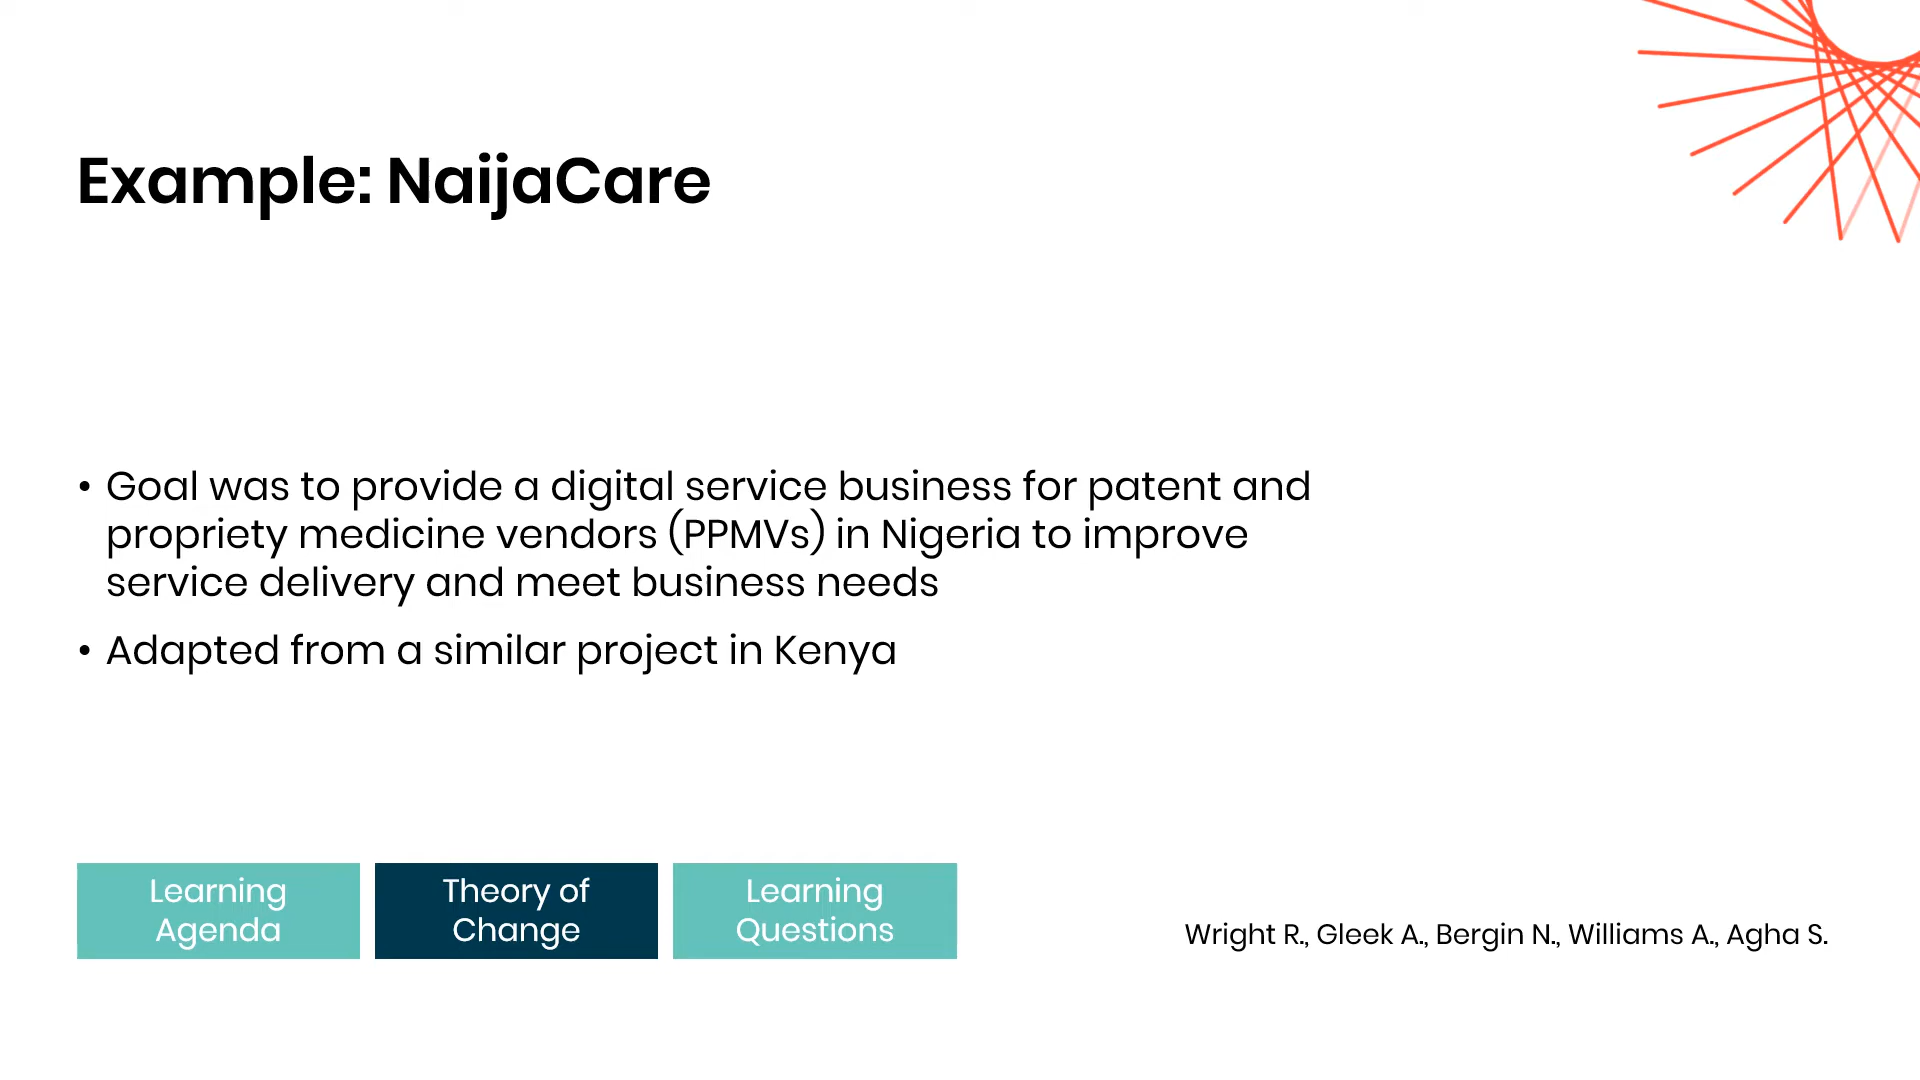 Example: NaijaCare
• Goal was to provide a digital service business for patent and
propriety medicine vendors (PPMVs) in Nigeria to improve
service delivery and meet business needs
• Adapted from a similar project in Kenya
Learning
Agenda
Theory of
Change
Learning
Questions
Wright R., Gleek A., Bergin N., Williams A., Agha S.